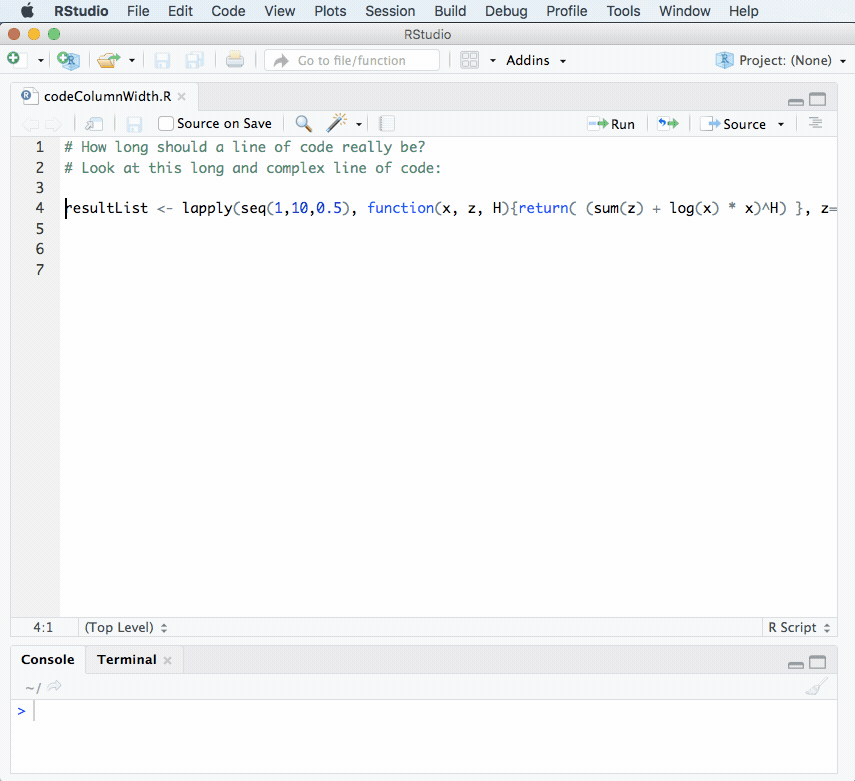 RStudio File Edit Code View Plots Session Build Debug Profile Tools Window Help
RStudio
Go to file/function Addins Project: (None)
codeColumnWidth.R
Source on Save Run Source
1 # How long should a line of code really be?
2 # Look at this long and complex line of code:
3
4 resultList <- lapply(seq(1,10,0.5), function(x, z, H){return( (sum(z) + log(x) * x)^H) }, z=
5
6
7
4:1 (Top Level) R Script
Console Terminal
~/
>